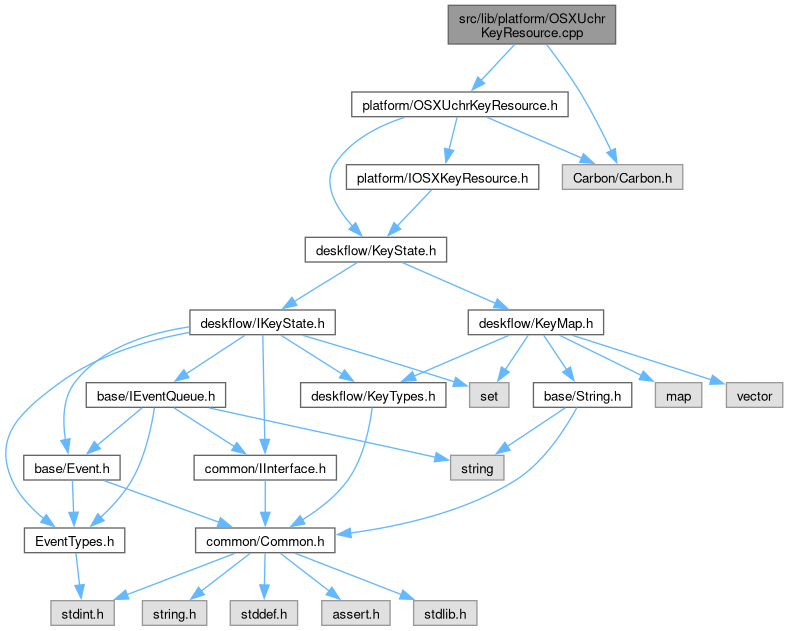 src/lib/platform/OSXUchr
KeyResource.cpp
platform/OSXUchrKeyResource.h
platform/IOSXKeyResource.h
Carbon/Carbon.h
deskflow/KeyState.h
deskflow/IKeyState.h
deskflow/KeyMap.h
base/IEventQueue.h
deskflow/KeyTypes.h
set
base/String.h
map
vector
base/Event.h
common/IInterface.h
string
EventTypes.h
common/Common.h
stdint.h
string.h
stddef.h
assert.h
stdlib.h